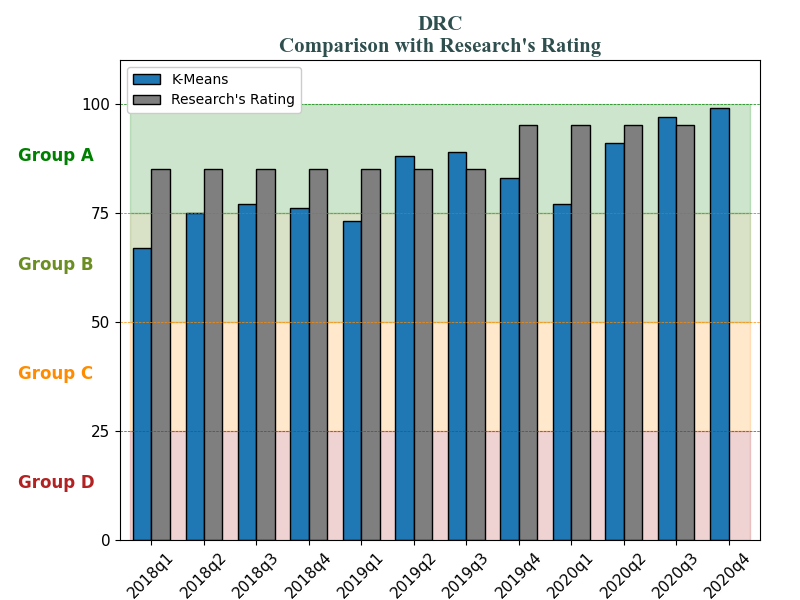 DRC
Comparison with Research's Rating
K-Means
Research's Rating
100
Group A
75
Group B
50
Group C
25
Group D
0
2018q1
2018q2
2018q3
2018q4
2019q1
2019q2
2019q3
2019q4
2020q1
2020q2
2020q3
2020q4